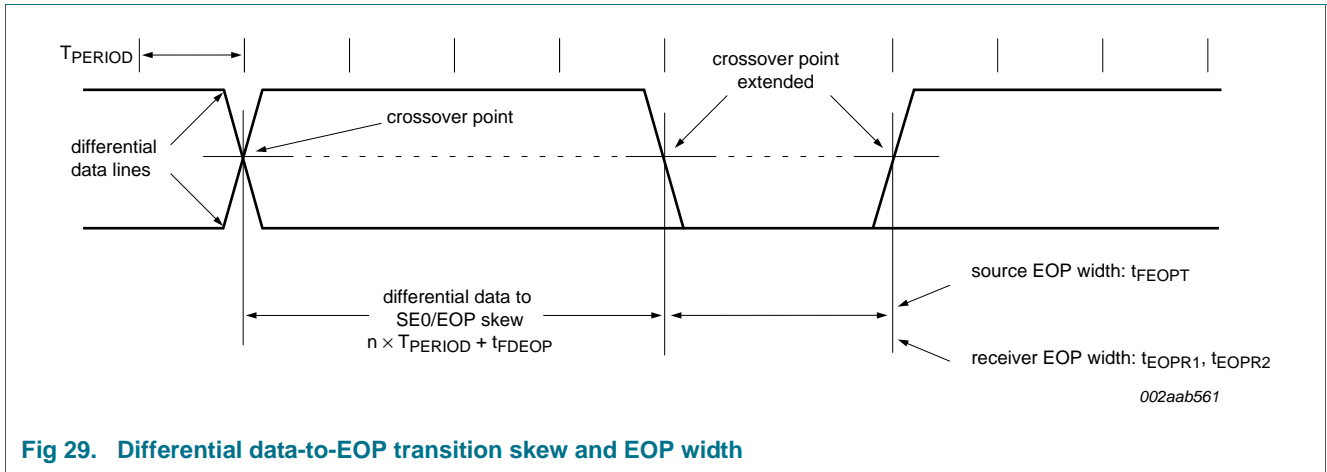 TPERIOD
crossover point
extended
crossover point
differential
data lines
source EOP width: tFEOPT
differential data to
SE0/EOP skew
n × TPERIOD + tFDEOP
receiver EOP width: tEOPR1, tEOPR2
002aab561
Fig 29. Differential data-to-EOP transition skew and EOP width